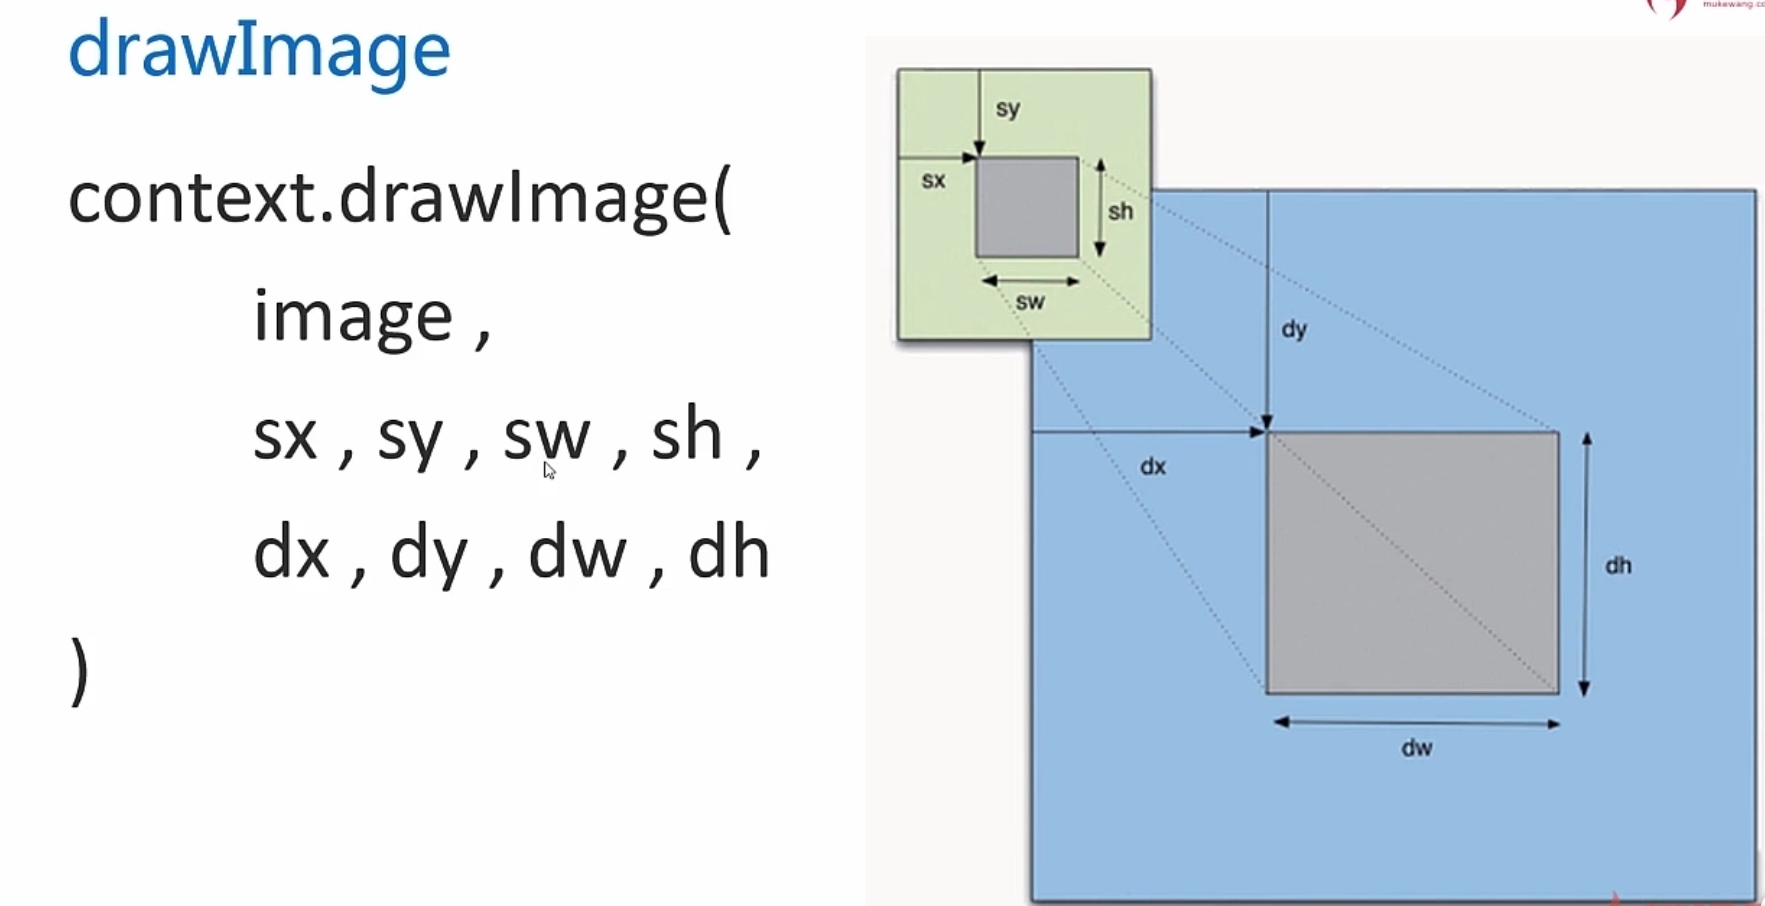 drawImage
context.drawImage(
image ,
sx , sy , sw , sh ,
dx , dy , dw , dh
)
sy
sx
sh
sw
dy
dx
dh
dw